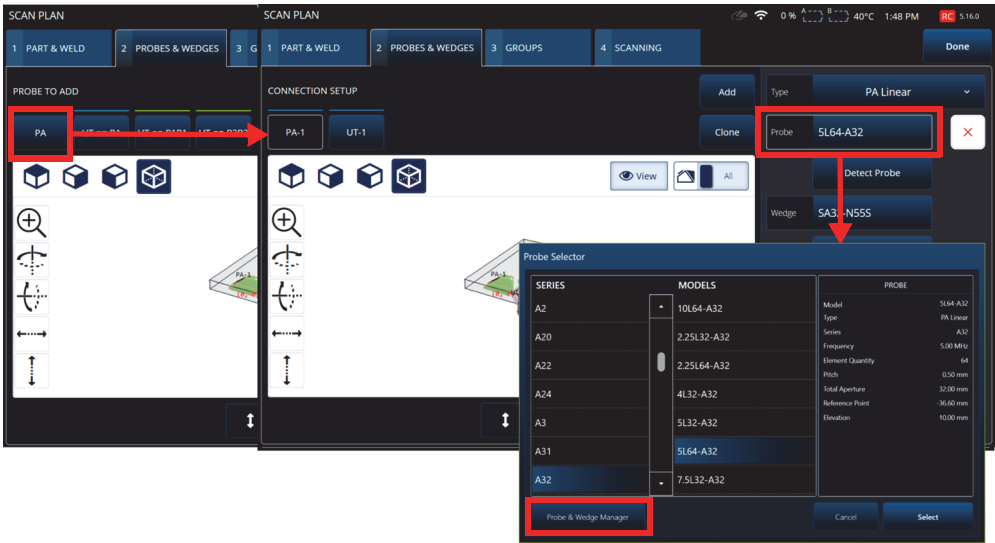 SCAN PLAN
1 PART & WELD
2 PROBES & WEDGES
3 G
PROBE TO ADD
PA
PA-1
SCAN PLAN
0 %
A
B
40°C
1:48 PM
RC 5.16.0
1 PART & WELD
2 PROBES & WEDGES
3 GROUPS
4 SCANNING
Done
CONNECTION SETUP
Add
Type
PA Linear
PA-1
UT-1
Clone
Probe
5L64-A32
View
All
Detect Probe
Wedge
SA32-N55S
PA-1
Probe Selector
SERIES
A2
A20
A22
A24
A3
A31
A32
MODELS
10L64-A32
2.25L32-A32
2.25L64-A32
4L32-A32
5L32-A32
5L64-A32
7.5L32-A32
PROBE
Model 5L64-A32
Type PA Linear
Series A32
Frequency 5.00 MHz
Element Quantity 64
Pitch 0.50 mm
Total Aperture 32.00 mm
Reference Point -36.60 mm
Elevation 10.00 mm
Probe & Wedge Manager
Cancel
Select